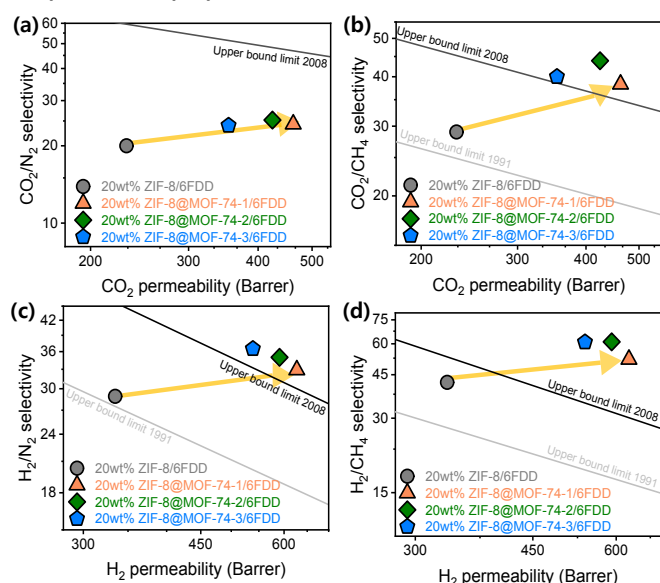 (a)
60
50
40
30
20
10
CO₂/N₂ selectivity
Upper bound limit 2008
20wt% ZIF-8/6FDD
20wt% ZIF-8@MOF-74-1/6FDD
20wt% ZIF-8@MOF-74-2/6FDD
20wt% ZIF-8@MOF-74-3/6FDD
200 300 400 500
CO₂ permeability (Barrer)
(b)
50
40
30
20
CO₂/CH₄ selectivity
Upper bound limit 2008
Upper bound limit 1991
20wt% ZIF-8/6FDD
20wt% ZIF-8@MOF-74-1/6FDD
20wt% ZIF-8@MOF-74-2/6FDD
20wt% ZIF-8@MOF-74-3/6FDD
200 300 400 500
CO₂ permeability (Barrer)
(c)
42
36
30
24
18
H₂/N₂ selectivity
Upper bound limit 2008
Upper bound limit 1991
20wt% ZIF-8/6FDD
20wt% ZIF-8@MOF-74-1/6FDD
20wt% ZIF-8@MOF-74-2/6FDD
20wt% ZIF-8@MOF-74-3/6FDD
300 450 600
H₂ permeability (Barrer)
(d)
75
60
45
30
15
H₂/CH₄ selectivity
Upper bound limit 2008
Upper bound limit 1991
20wt% ZIF-8/6FDD
20wt% ZIF-8@MOF-74-1/6FDD
20wt% ZIF-8@MOF-74-2/6FDD
20wt% ZIF-8@MOF-74-3/6FDD
300 450 600
H₂ permeability (Barrer)